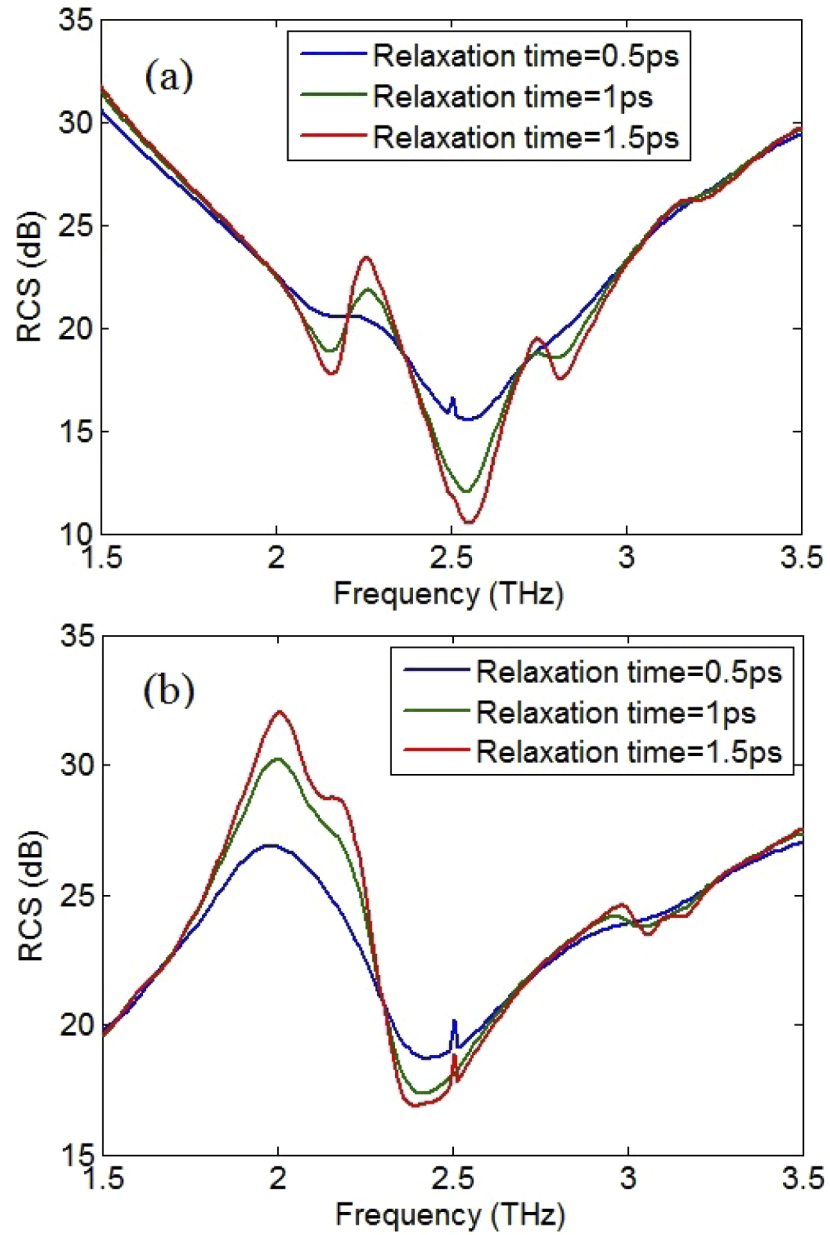 35
30
25
20
15
10
RCS (dB)
(a)
Relaxation time=0.5ps
Relaxation time=1ps
Relaxation time=1.5ps
1.5 2 2.5 3 3.5
Frequency (THz)
35
30
25
20
15
RCS (dB)
(b)
Relaxation time=0.5ps
Relaxation time=1ps
Relaxation time=1.5ps
1.5 2 2.5 3 3.5
Frequency (THz)